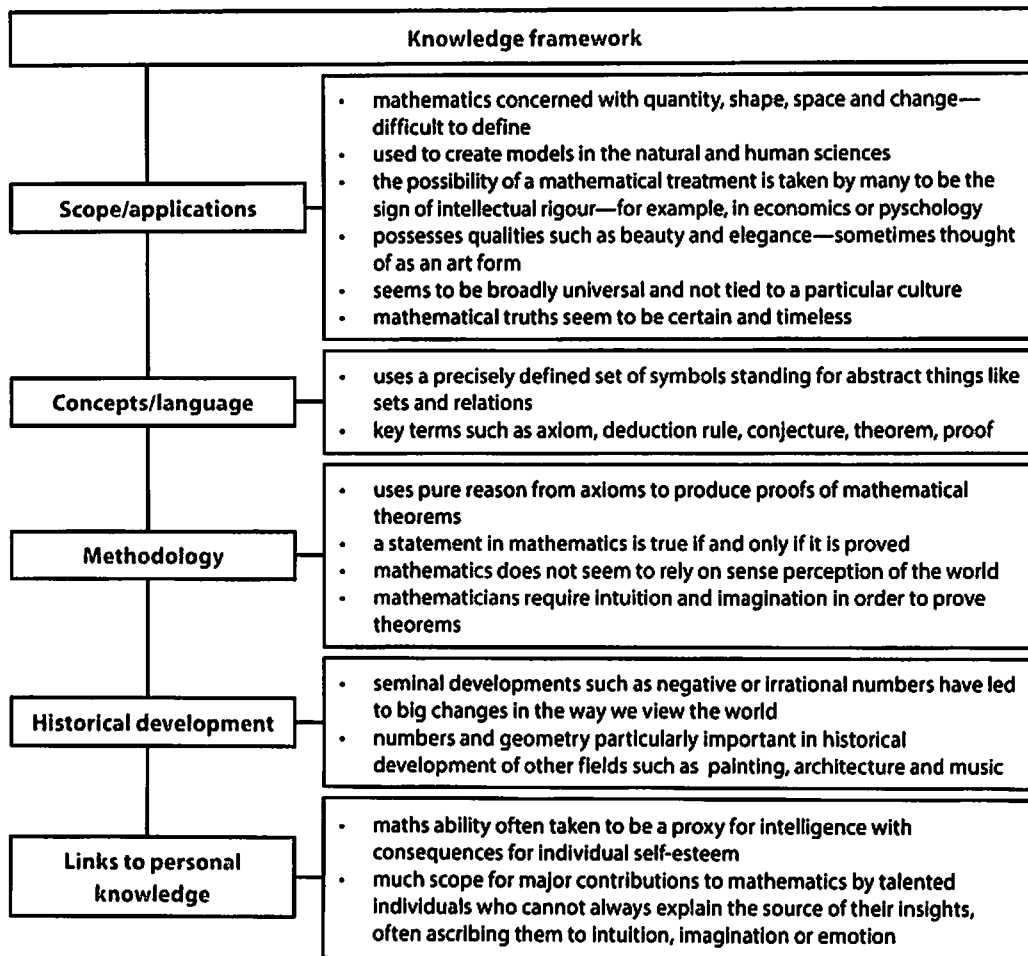 Knowledge framework
Scope/applications
· mathematics concerned with quantity, shape, space and change—
difficult to define
· used to create models in the natural and human sciences
· the possibility of a mathematical treatment is taken by many to be the
sign of intellectual rigour—for example, in economics or pyschology
· possesses qualities such as beauty and elegance—sometimes thought
of as an art form
· seems to be broadly universal and not tied to a particular culture
· mathematical truths seem to be certain and timeless
Concepts/language
· uses a precisely defined set of symbols standing for abstract things like
sets and relations
· key terms such as axiom, deduction rule, conjecture, theorem, proof
Methodology
· uses pure reason from axioms to produce proofs of mathematical
theorems
· a statement in mathematics is true if and only if it is proved
· mathematics does not seem to rely on sense perception of the world
· mathematicians require intuition and imagination in order to prove
theorems
Historical development
· seminal developments such as negative or irrational numbers have led
to big changes in the way we view the world
· numbers and geometry particularly important in historical
development of other fields such as painting, architecture and music
Links to personal
knowledge
· maths ability often taken to be a proxy for intelligence with
consequences for individual self-esteem
· much scope for major contributions to mathematics by talented
individuals who cannot always explain the source of their insights,
often ascribing them to intuition, imagination or emotion